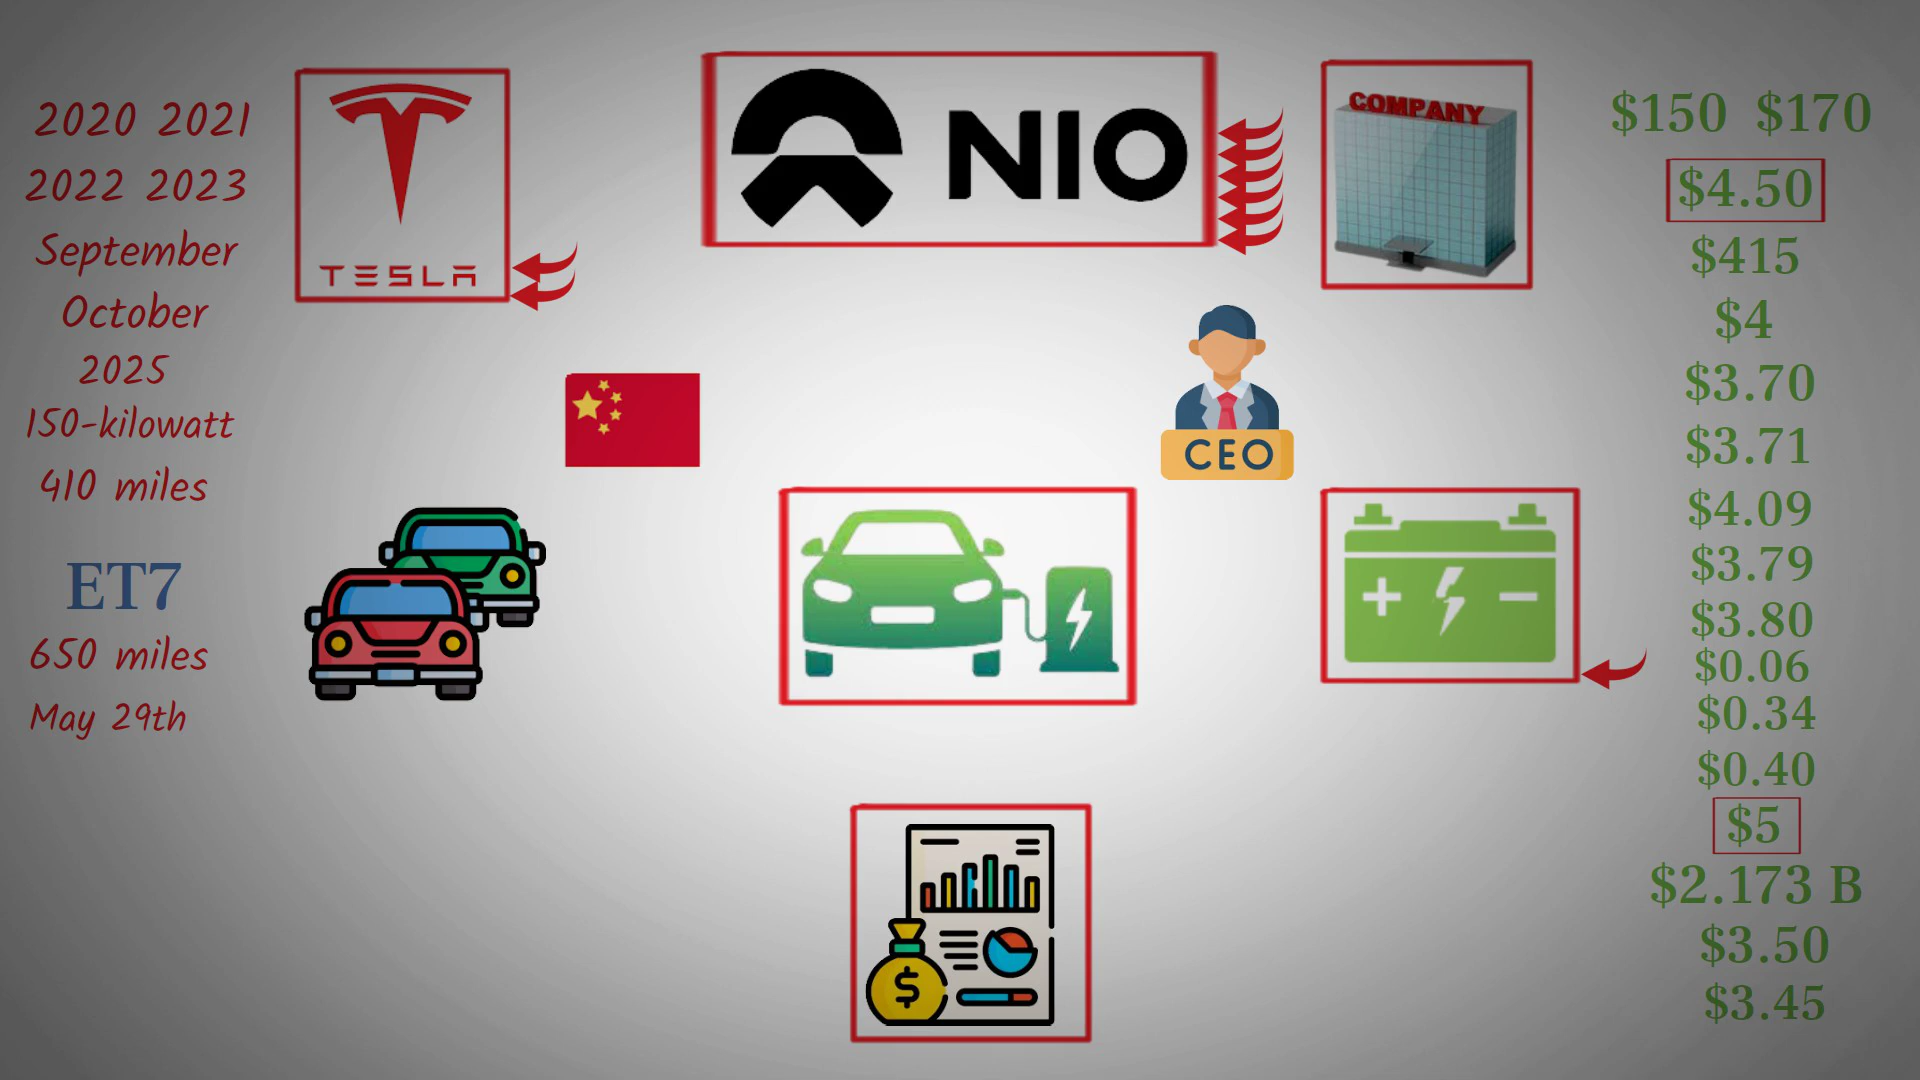 2020 2021
2022 2023
September
October
2025
150-kilowatt
410 miles
ET7
650 miles
May 29th
TESLA
NIO
COMPANY
CEO
+ -
$
$150 $170
$4.50
$415
$4
$3.70
$3.71
$4.09
$3.79
$3.80
$0.06
$0.34
$0.40
$5
$2.173 B
$3.50
$3.45